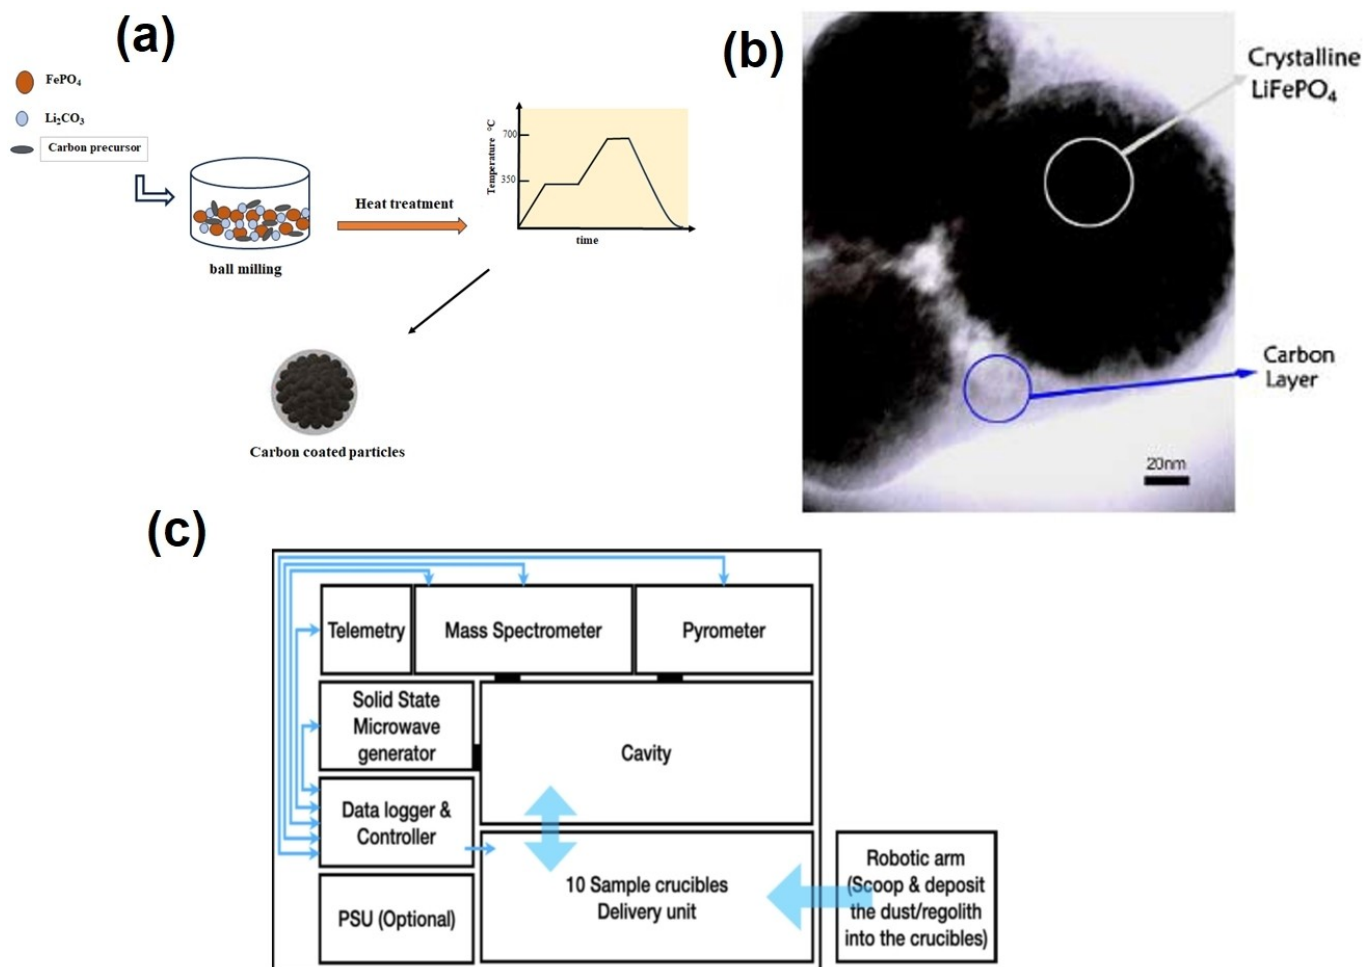 (a)
FePO₄
Li₂CO₃
Carbon precursor
ball milling
Heat treatment
Temperature °C
700
350
time
Carbon coated particles
(b)
Crystalline
LiFePO₄
Carbon
Layer
20nm
(c)
Telemetry
Mass Spectrometer
Pyrometer
Solid State
Microwave
generator
Cavity
Data logger &
Controller
10 Sample crucibles
Delivery unit
PSU (Optional)
Robotic arm
(Scoop & deposit
the dust/regolith
into the crucibles)